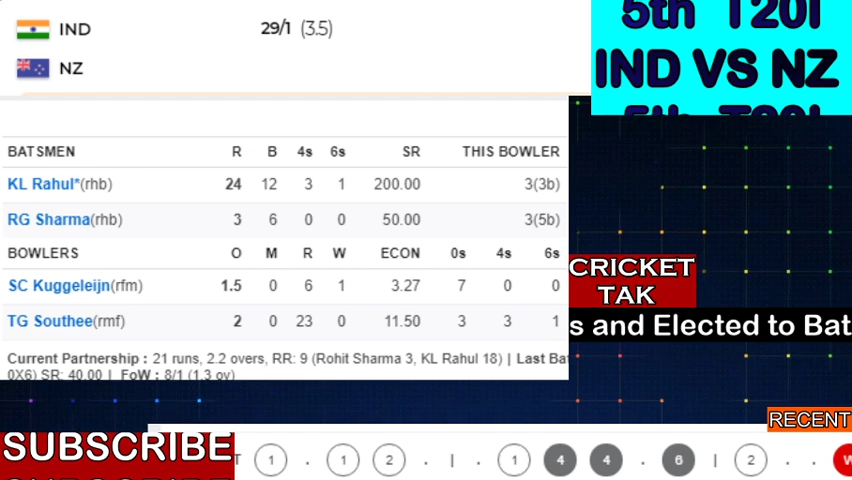 IND 29/1 (3.5)
NZ
5th T20I
IND VS NZ
5th T20I
BATSMEN R B 4s 6s SR THIS BOWLER
KL Rahul*(rhb) 24 12 3 1 200.00 3(3b)
RG Sharma(rhb) 3 6 0 0 50.00 3(5b)
BOWLERS O M R W ECON 0s 4s 6s
SC Kuggeleijn(rfm) 1.5 0 6 1 3.27 7 0 0
TG Southee(rmf) 2 0 23 0 11.50 3 3 1
Current Partnership : 21 runs, 2.2 overs, RR: 9 (Rohit Sharma 3, KL Rahul 18) | Last Bat
0X6) SR: 40.00 | FoW : 8/1 (1.3 ov)
CRICKET
TAK
s and Elected to Bat
RECENT
SUBSCRIBE
SUBSCRIBE
T 1 . 1 2 . | . 1 4 4 . 6 | 2 . . W